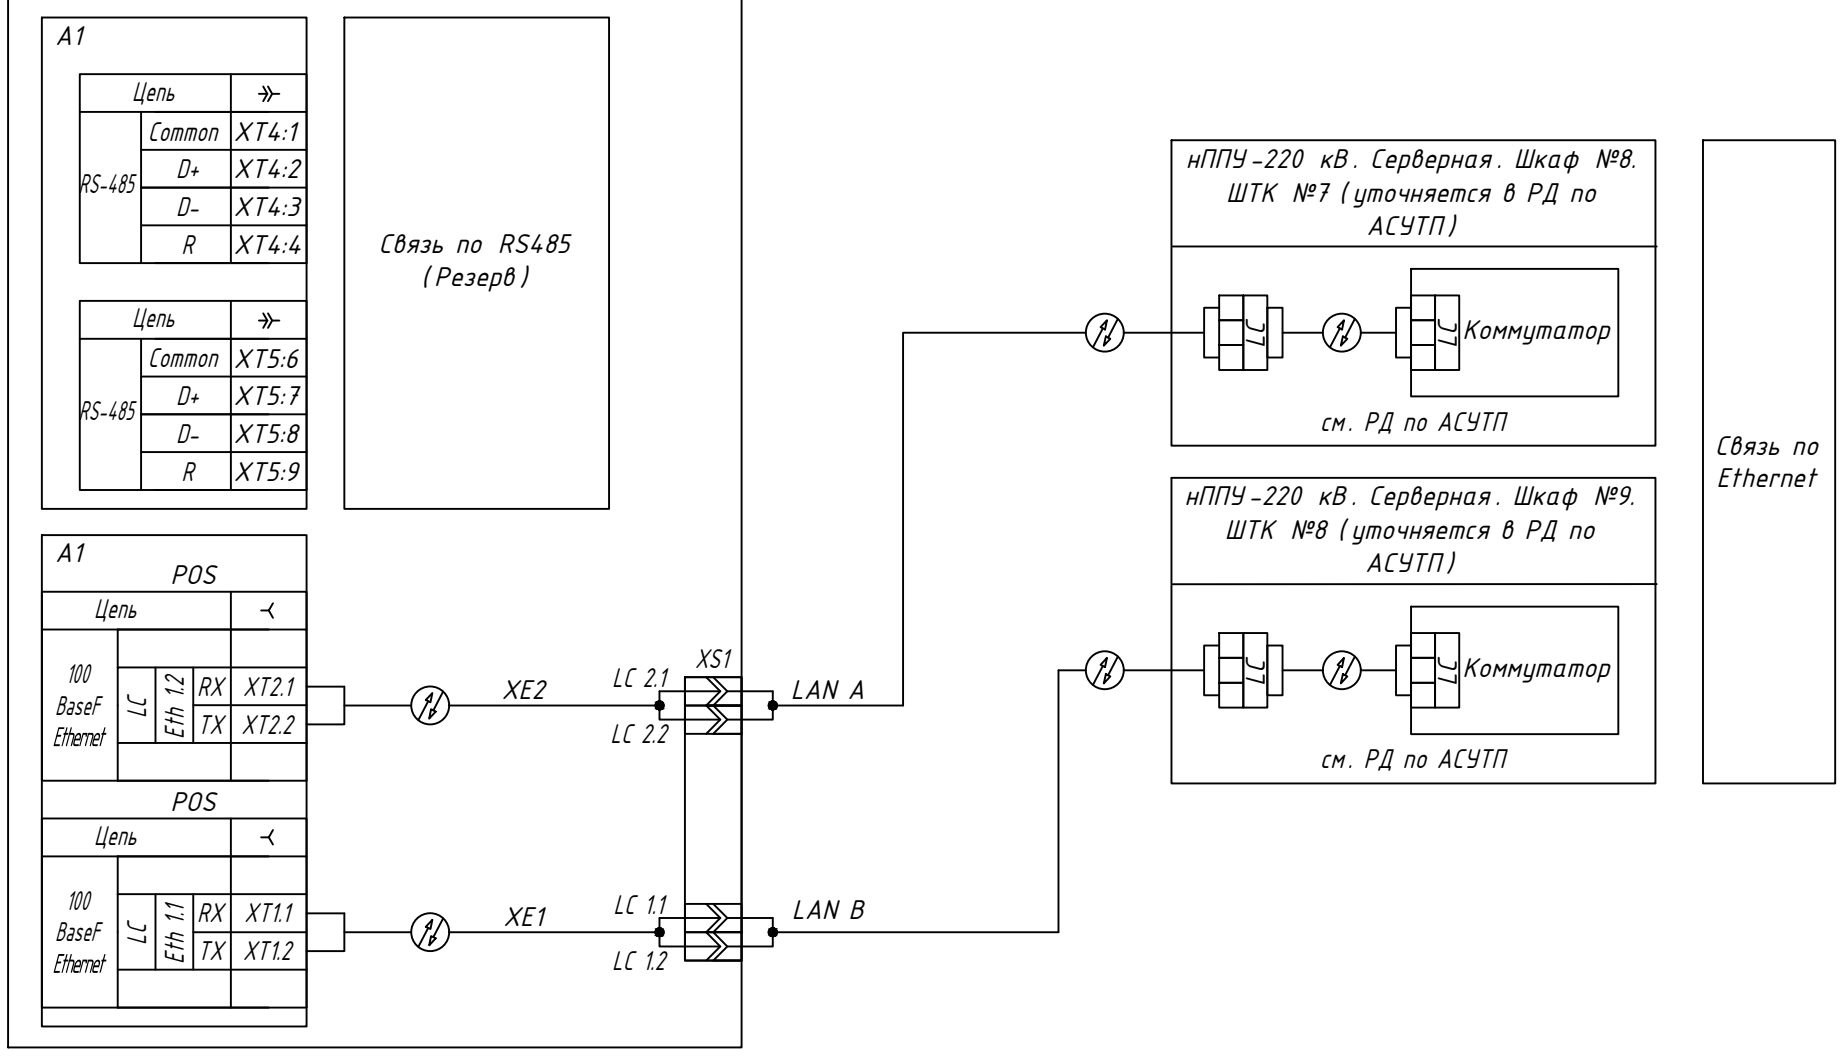 A1
Цепь
RS-485
Common XT4:1
D+ XT4:2
D- XT4:3
R XT4:4
Цепь
RS-485
Common XT5:6
D+ XT5:7
D- XT5:8
R XT5:9
Связь по RS485
(Резерв)
A1
POS
Цепь
100
BaseF
Ethernet
LC
Eth 1.2
RX XT2.1
TX XT2.2
POS
Цепь
100
BaseF
Ethernet
LC
Eth 1.1
RX XT1.1
TX XT1.2
XE2
XE1
XS1
LC 2.1
LC 2.2
LC 1.1
LC 1.2
LAN A
LAN B
нППУ-220 кВ. Серверная. Шкаф №8.
ШТК №7 (уточняется в РД по
АСУТП)
LC
LC
Коммутатор
см. РД по АСУТП
нППУ-220 кВ. Серверная. Шкаф №9.
ШТК №8 (уточняется в РД по
АСУТП)
LC
LC
Коммутатор
см. РД по АСУТП
Связь по
Ethernet